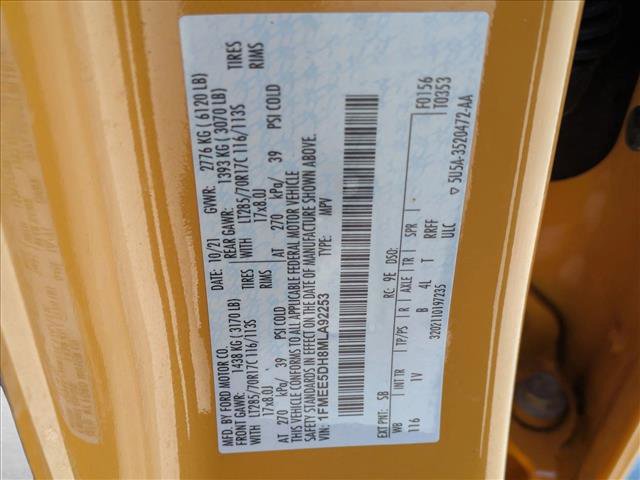 MFD. BY FORD MOTOR CO.
DATE: 10/21 GVWR: 2776 KG ( 6120 LB)
FRONT GAWR: 1438 KG (3170 LB) REAR GAWR: 1393 KG ( 3070 LB)
WITH LT285/70R17C 116/113S TIRES WITH LT285/70R17C 116/113S TIRES
17x8.0J RIMS 17x8.0J RIMS
AT 270 kPa/ 39 PSI COLD AT 270 kPa/ 39 PSI COLD
THIS VEHICLE CONFORMS TO ALL APPLICABLE FEDERAL MOTOR VEHICLE
SAFETY STANDARDS IN EFFECT ON THE DATE OF MANUFACTURE SHOWN ABOVE.
VIN: 1FMEE5DH8MLA92253 TYPE: MPV
F0156
T0353
EXT PNT: SB RC: 9E DSO:
WB INT TR TP/PS R AXLE TR SPR
116 1V B 4L T RRFF
320211019723S ULC
5U5A-3520472-AA